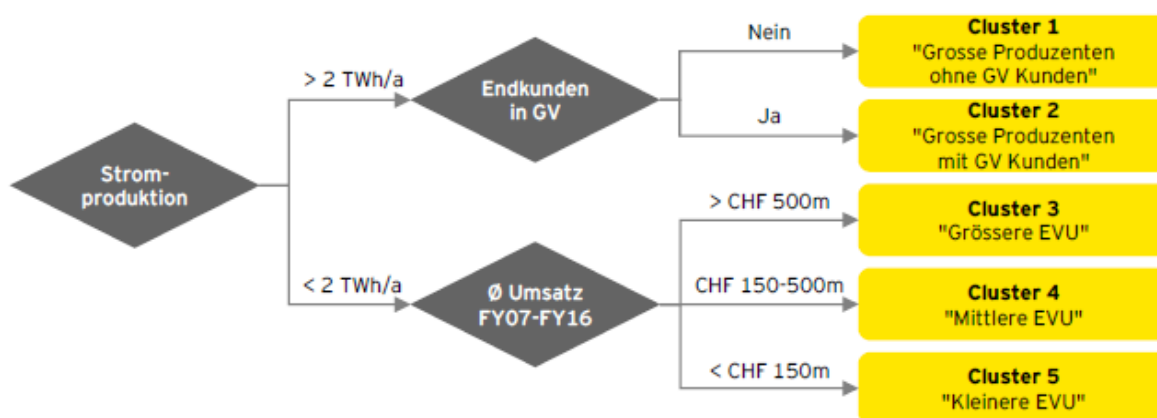 Strom-
produktion
> 2 TWh/a
< 2 TWh/a
Endkunden
in GV
Nein
Ja
Ø Umsatz
FY07-FY16
> CHF 500m
CHF 150-500m
< CHF 150m
Cluster 1
"Grosse Produzenten
ohne GV Kunden"
Cluster 2
"Grosse Produzenten
mit GV Kunden"
Cluster 3
"Grössere EVU"
Cluster 4
"Mittlere EVU"
Cluster 5
"Kleinere EVU"